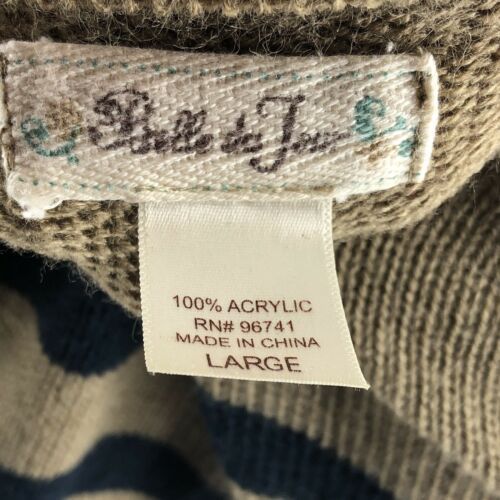 Belle du Jour
100% ACRYLIC
RN# 96741
MADE IN CHINA
LARGE